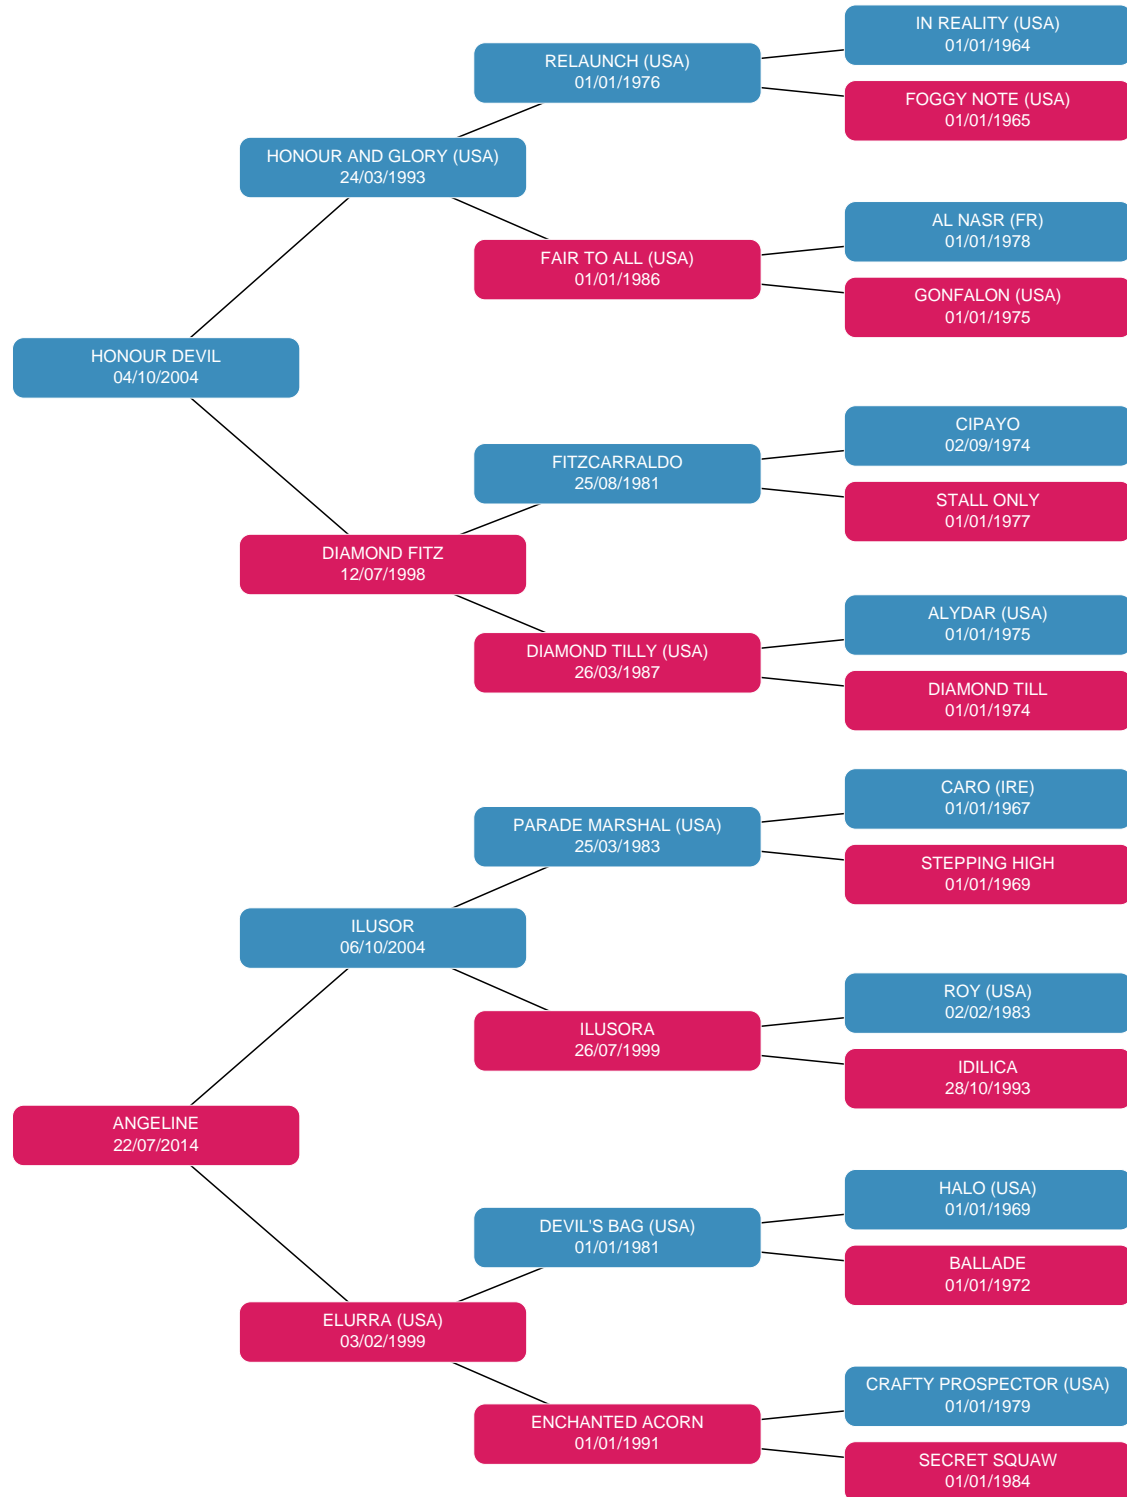 IN REALITY (USA)
01/01/1964
RELAUNCH (USA)
01/01/1976
FOGGY NOTE (USA)
01/01/1965
HONOUR AND GLORY (USA)
24/03/1993
AL NASR (FR)
01/01/1978
FAIR TO ALL (USA)
01/01/1986
GONFALON (USA)
01/01/1975
HONOUR DEVIL
04/10/2004
CIPAYO
02/09/1974
FITZCARRALDO
25/08/1981
STALL ONLY
01/01/1977
DIAMOND FITZ
12/07/1998
ALYDAR (USA)
01/01/1975
DIAMOND TILLY (USA)
26/03/1987
DIAMOND TILL
01/01/1974
CARO (IRE)
01/01/1967
PARADE MARSHAL (USA)
25/03/1983
STEPPING HIGH
01/01/1969
ILUSOR
06/10/2004
ROY (USA)
02/02/1983
ILUSORA
26/07/1999
IDILICA
28/10/1993
ANGELINE
22/07/2014
HALO (USA)
01/01/1969
DEVIL'S BAG (USA)
01/01/1981
BALLADE
01/01/1972
ELURRA (USA)
03/02/1999
CRAFTY PROSPECTOR (USA)
01/01/1979
ENCHANTED ACORN
01/01/1991
SECRET SQUAW
01/01/1984